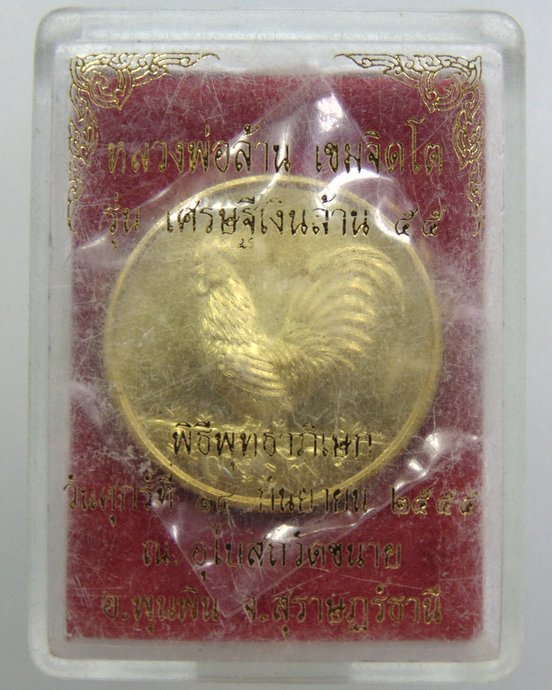 หลวงพ่อล้าน เขมจิตโต
รุ่น เศรษฐีเงินล้าน ๕๕
พิธีพุทธาภิเษก
วันศุกร์ที่ ๑๔ กันยายน ๒๕๕๕
ณ. อุโบสถวัดขนาย
อ.พุนพิน จ.สุราษฎร์ธานี